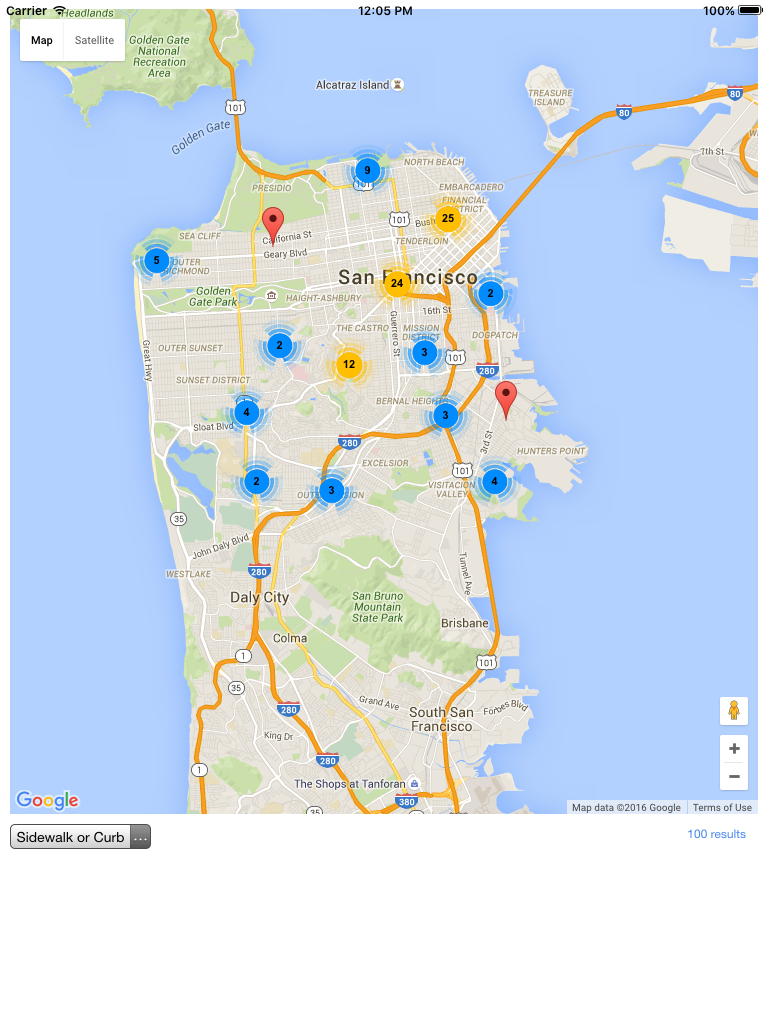 Carrier 12:05 PM 100%
Headlands
Map Satellite
Golden Gate
National
Recreation
Area
Alcatraz Island
TREASURE
ISLAND
80
80
101
Golden Gate
7th St
NORTH BEACH
9
101
PRESIDIO
EMBARCADERO
FINANCIAL
25
101
Bush
SEA CLIFF
California St
TENDERLOIN
Geary Blvd
5
OUTER
RICHMOND
San Francisco
24
Golden
Gate Park
HAIGHT-ASHBURY
2
16th St
THE CASTRO
MISSION
DISTRICT
Guerrero St
DOGPATCH
Great Hwy
OUTER SUNSET
2
3
101
12
280
SUNSET DISTRICT
BERNAL HEIGHTS
4
3
Sloat Blvd
280
3rd St
HUNTERS POINT
EXCELSIOR
101
2
3
VISITACION
VALLEY
4
35
John Daly Blvd
WESTLAKE
280
Tunnel Ave
Daly City
San Bruno
Mountain
State Park
Brisbane
Colma
1
101
35
280
Grand Ave
South San
Francisco
Forbes Blvd
King Dr
280
1
The Shops at Tanforan
380
35
Google
Map data ©2016 Google Terms of Use
Sidewalk or Curb ...
100 results